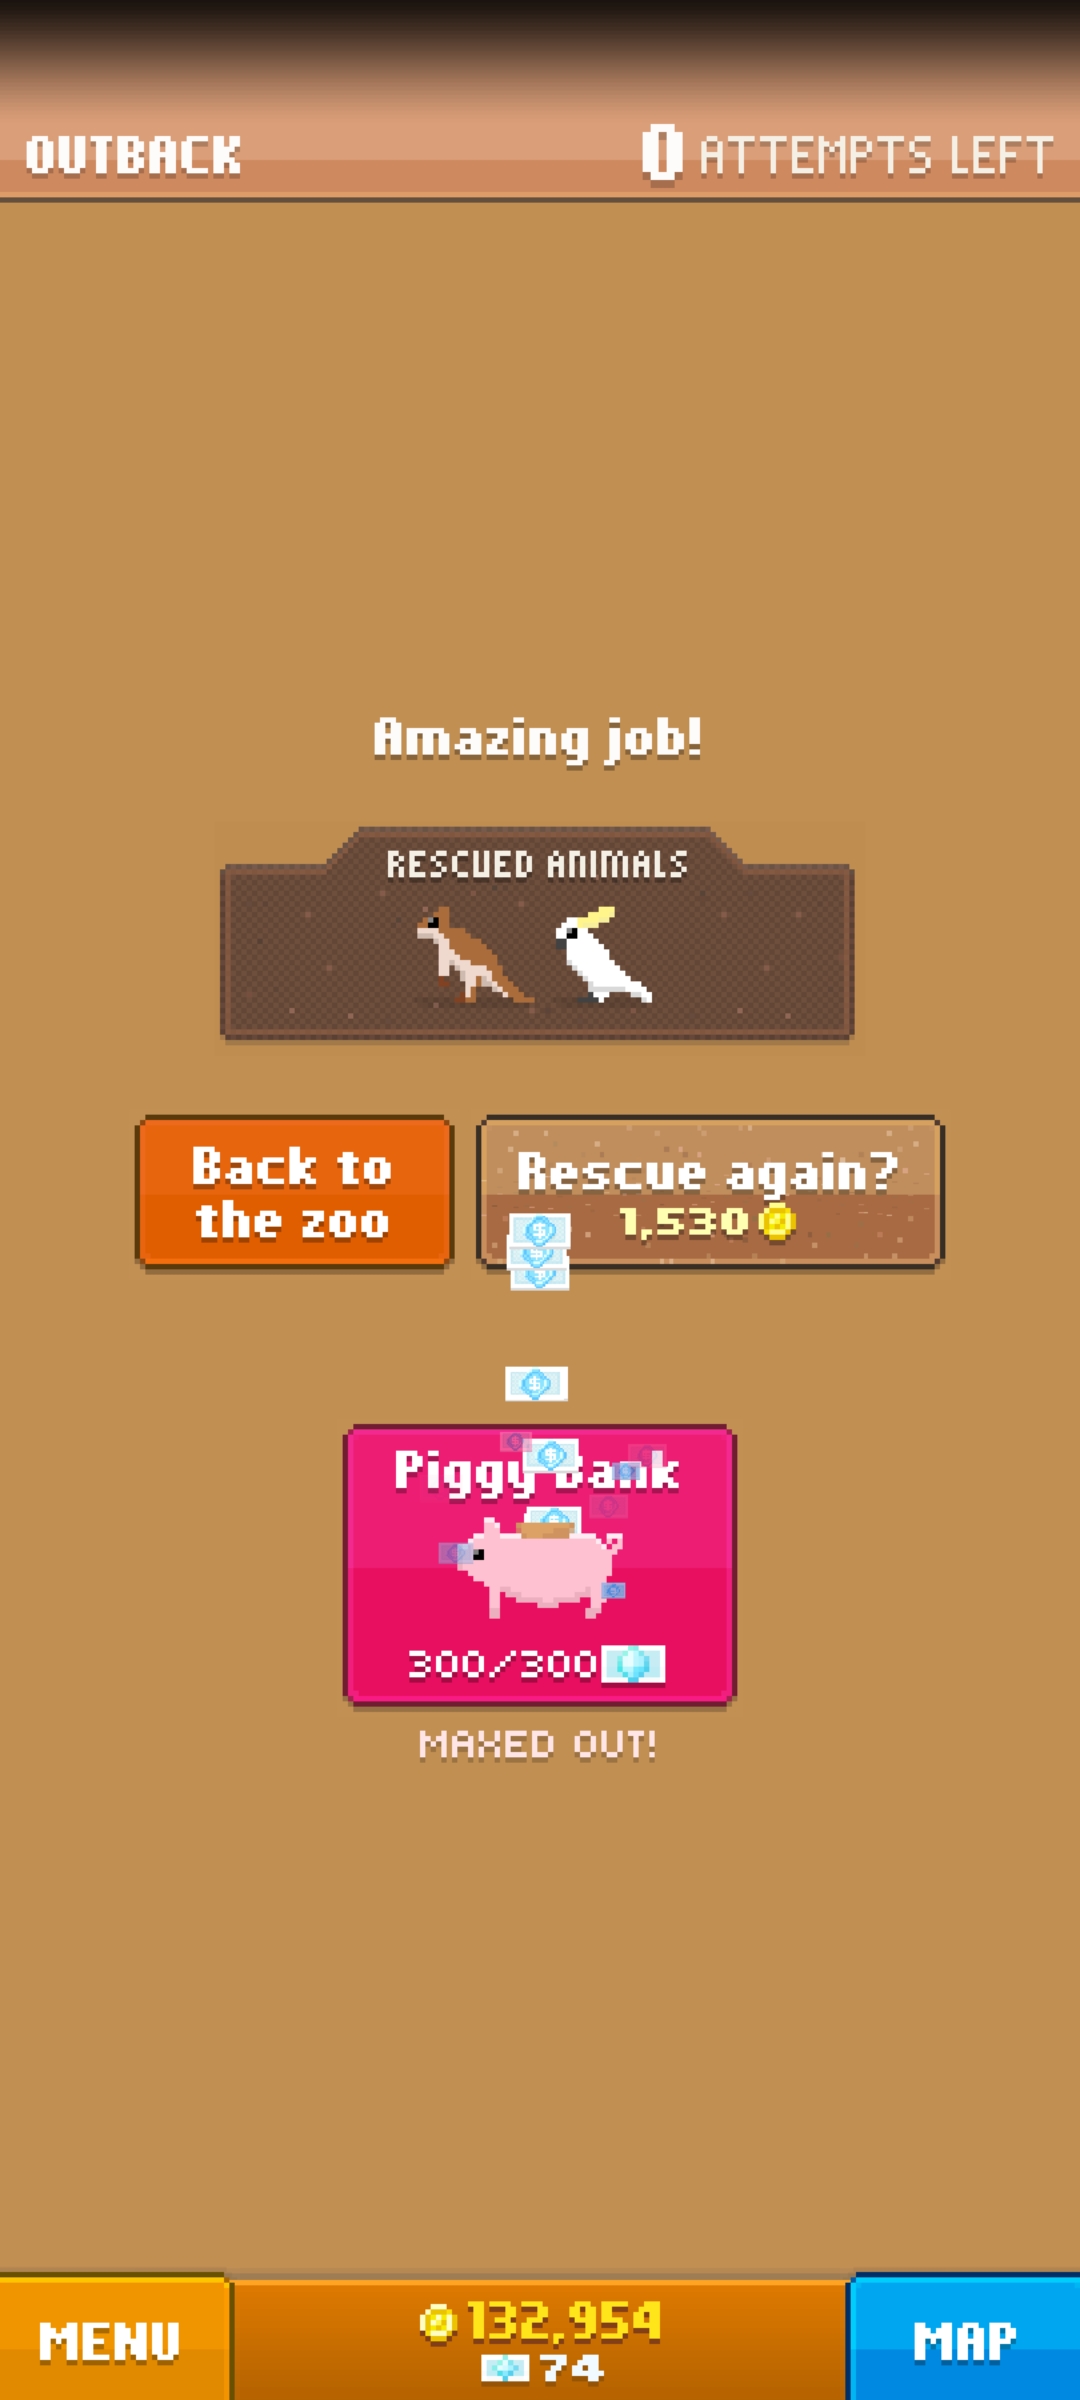 OUTBACK
0 ATTEMPTS LEFT
Amazing job!
RESCUED ANIMALS
Back to
the zoo
Rescue again?
1,530
Piggy Bank
300/300
MAXED OUT!
MENU
132,954
74
MAP